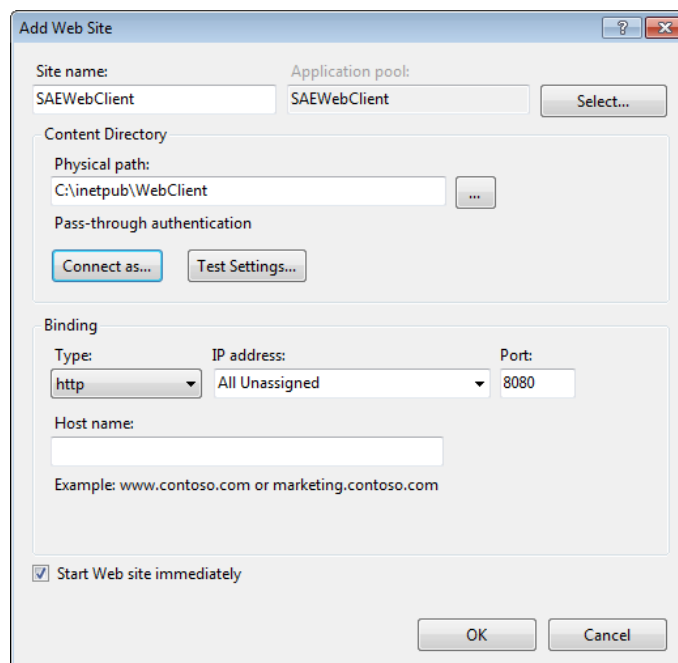 Add Web Site
Site name:
Application pool:
SAEWebClient
SAEWebClient
Select...
Content Directory
Physical path:
C:\inetpub\WebClient
...
Pass-through authentication
Connect as...
Test Settings...
Binding
Type:
IP address:
Port:
http
All Unassigned
8080
Host name:
Example: www.contoso.com or marketing.contoso.com
Start Web site immediately
OK
Cancel